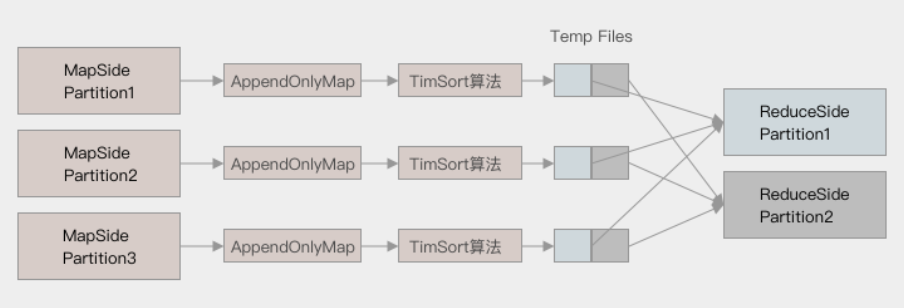 Temp Files
MapSide
Partition1
AppendOnlyMap
TimSort算法
MapSide
Partition2
AppendOnlyMap
TimSort算法
MapSide
Partition3
AppendOnlyMap
TimSort算法
ReduceSide
Partition1
ReduceSide
Partition2